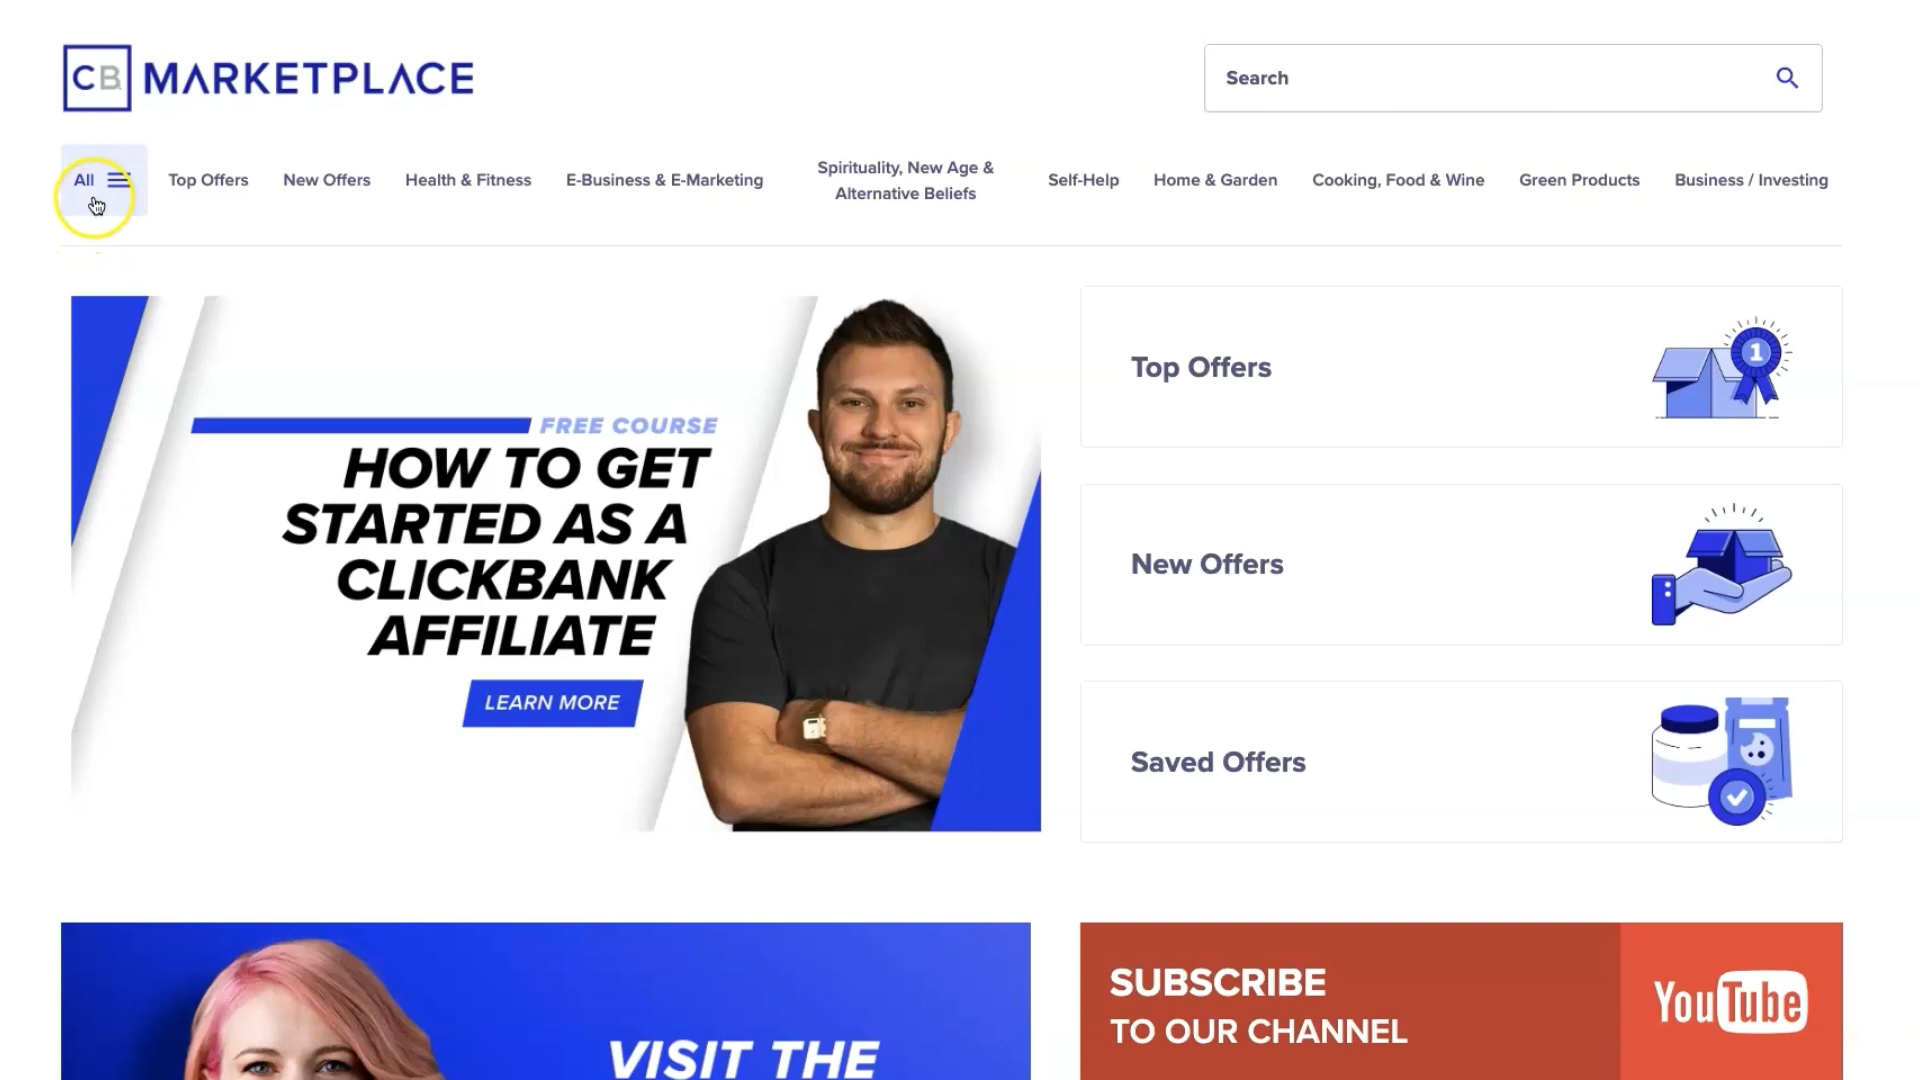 CB MARKETPLACE
Search
All
Top Offers
New Offers
Health & Fitness
E-Business & E-Marketing
Spirituality, New Age &
Alternative Beliefs
Self-Help
Home & Garden
Cooking, Food & Wine
Green Products
Business / Investing
FREE COURSE
HOW TO GET
STARTED AS A
CLICKBANK
AFFILIATE
LEARN MORE
Top Offers
1
New Offers
Saved Offers
VISIT THE
SUBSCRIBE
TO OUR CHANNEL
YouTube